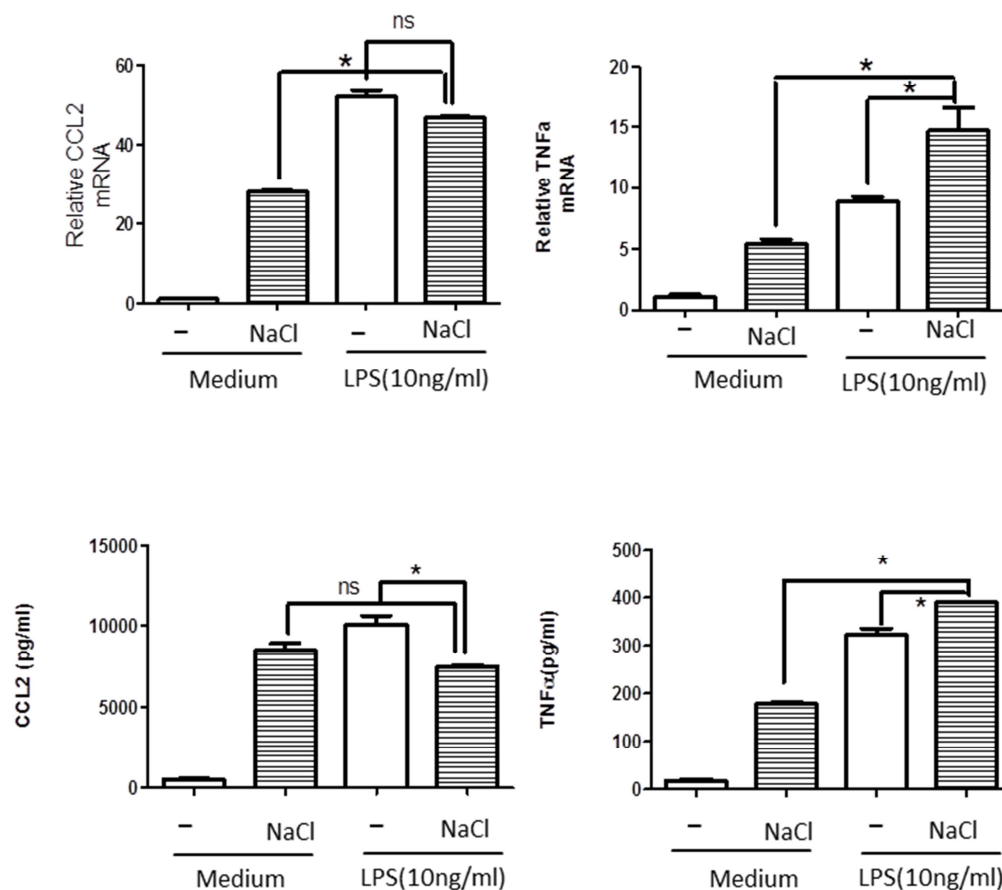 ns
*
60
40
20
0
Relative CCL2
mRNA
– NaCl – NaCl
Medium LPS(10ng/ml)
*
*
20
15
10
5
0
Relative TNFa
mRNA
– NaCl – NaCl
Medium LPS(10ng/ml)
15000
10000
5000
0
CCL2 (pg/ml)
ns *
– NaCl – NaCl
Medium LPS(10ng/ml)
500
400
300
200
100
0
TNFα(pg/ml)
*
*
– NaCl – NaCl
Medium LPS(10ng/ml)